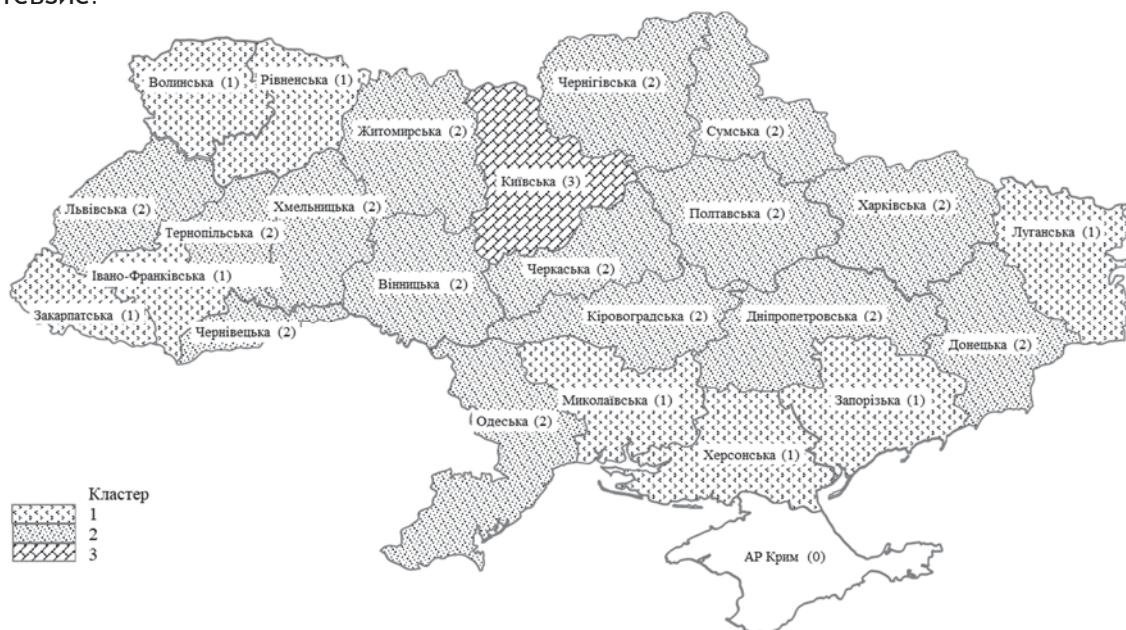 Волинська (1)
Рівненська (1)
Чернігівська (2)
Житомирська (2)
Сумська (2)
Київська (3)
Львівська (2)
Хмельницька (2)
Полтавська (2)
Харківська (2)
Тернопільська (2)
Луганська (1)
Івано-Франківська (1)
Черкаська (2)
Вінницька (2)
Закарпатська (1)
Чернівецька (2)
Кіровоградська (2)
Дніпропетровська (2)
Донецька (2)
Миколаївська (1)
Запорізька (1)
Одеська (2)
Херсонська (1)
Кластер
1
2
3
АР Крим (0)